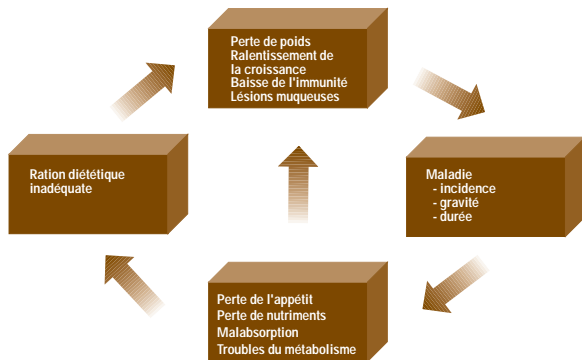 Perte de poids
Ralentissement de
la croissance
Baisse de l'immunité
Lésions muqueuses
Ration diététique
inadéquate
Maladie
- incidence
- gravité
- durée
Perte de l'appétit
Perte de nutriments
Malabsorption
Troubles du métabolisme